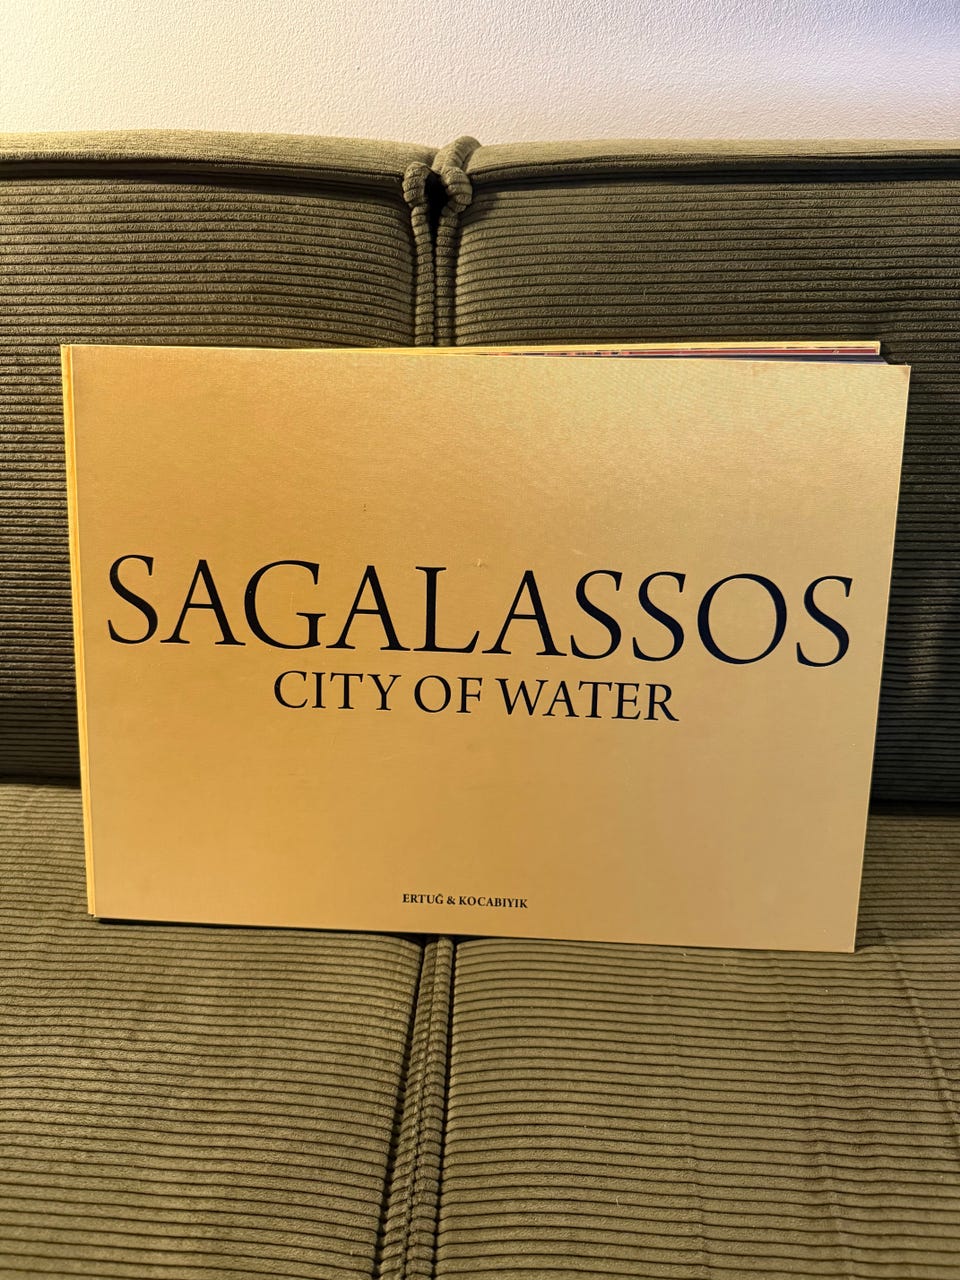 SAGALASSOS
CITY OF WATER
ERTUĞ & KOCABIYIK